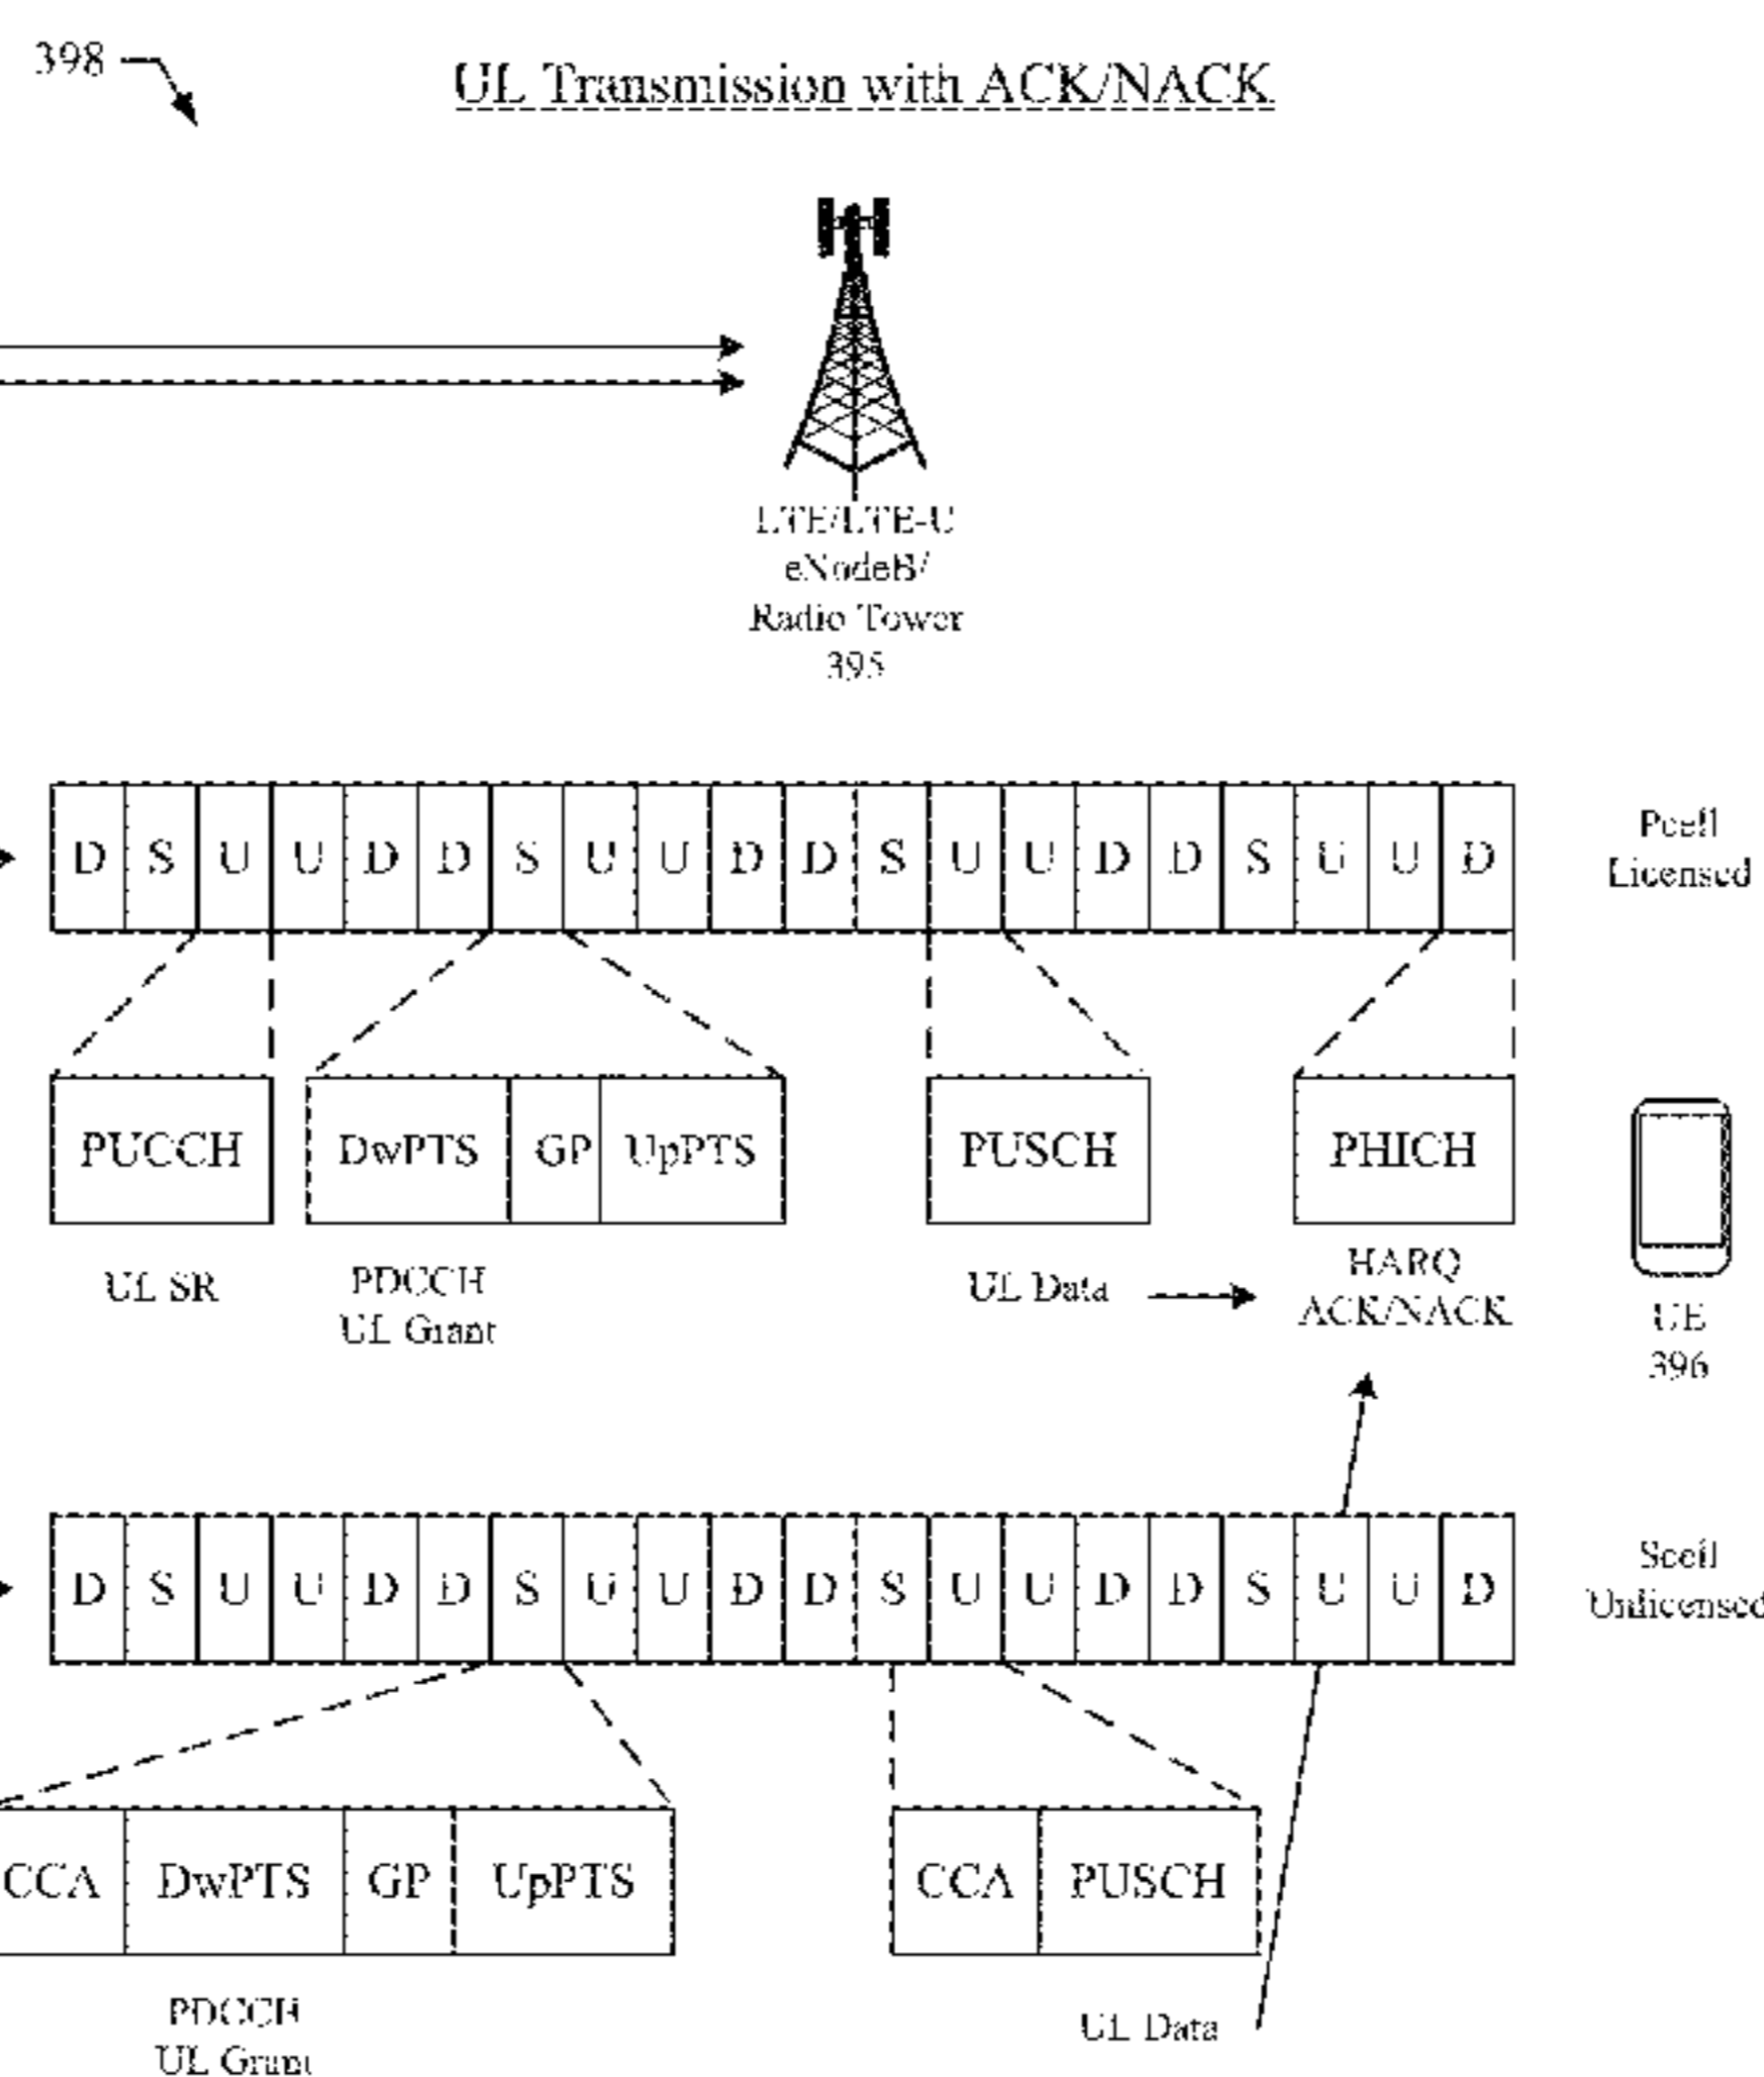 398
UL Transmission with ACK/NACK
LTE/LTE-U
eNodeB/
Radio Tower
395
D S U U D D S U U D D S U U D D S U U D
Pcell
Licensed
PUCCH
DwPTS GP UpPTS
PUSCH
PHICH
UL SR
PDCCH
UL Grant
UL Data
HARQ
ACK/NACK
UE
396
D S U U D D S U U D D S U U D D S U U D
Scell
Unlicensed
CCA DwPTS GP UpPTS
CCA PUSCH
PDCCH
UL Grant
UL Data